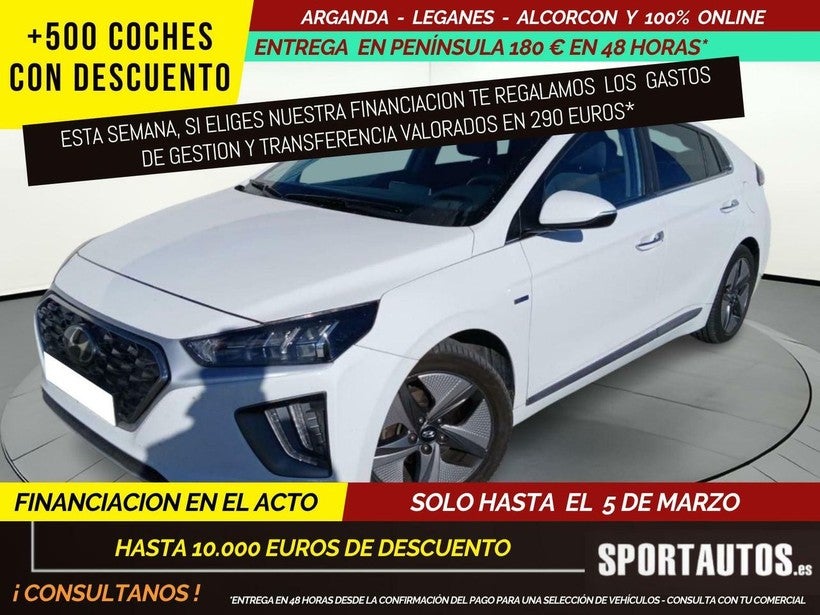 +500 COCHES
CON DESCUENTO
ARGANDA - LEGANES - ALCORCON Y 100% ONLINE
ENTREGA EN PENÍNSULA 180 € EN 48 HORAS*
ESTA SEMANA, SI ELIGES NUESTRA FINANCIACION TE REGALAMOS LOS GASTOS
DE GESTION Y TRANSFERENCIA VALORADOS EN 290 EUROS*
FINANCIACION EN EL ACTO
SOLO HASTA EL 5 DE MARZO
HASTA 10.000 EUROS DE DESCUENTO
SPORTAUTOS.es
¡ CONSULTANOS !
*ENTREGA EN 48 HORAS DESDE LA CONFIRMACIÓN DEL PAGO PARA UNA SELECCIÓN DE VEHÍCULOS - CONSULTA CON TU COMERCIAL